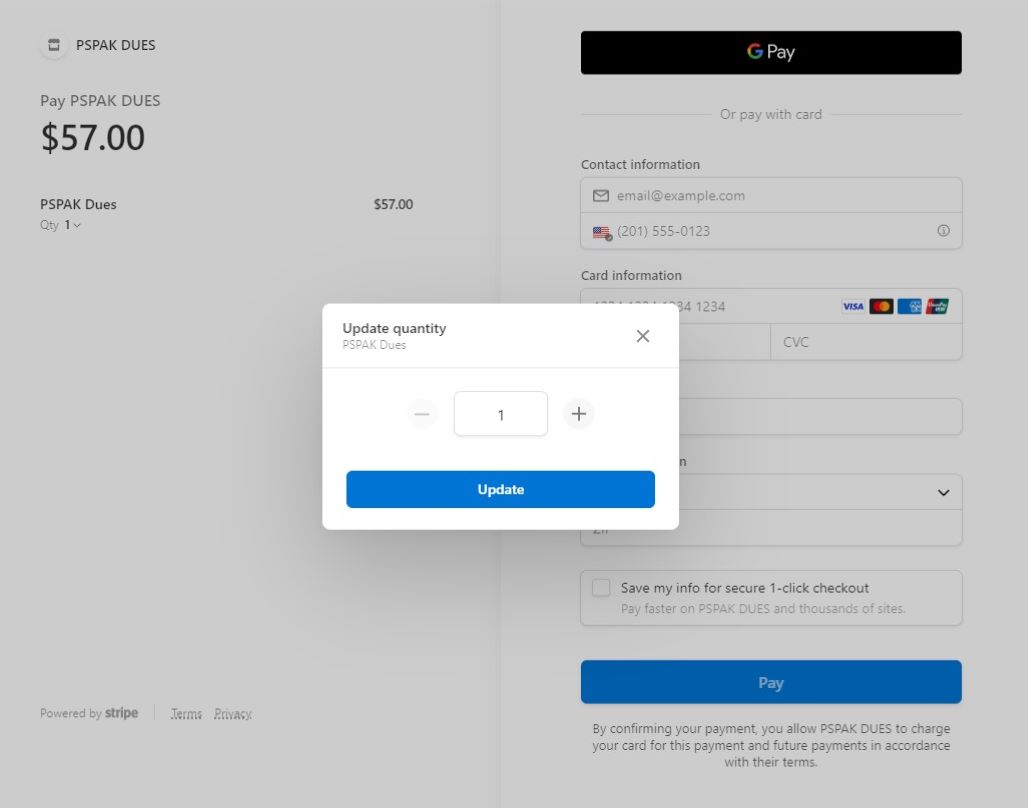 PSPAK DUES
Pay PSPAK DUES
$57.00
PSPAK Dues $57.00
Qty 1
Powered by stripe Terms Privacy
G Pay
Or pay with card
Contact information
email@example.com
(201) 555-0123
Card information
1234 1234 1234 1234 VISA
CVC
Save my info for secure 1-click checkout
Pay faster on PSPAK DUES and thousands of sites.
Pay
By confirming your payment, you allow PSPAK DUES to charge
your card for this payment and future payments in accordance
with their terms.
Update quantity
PSPAK Dues
1
Update